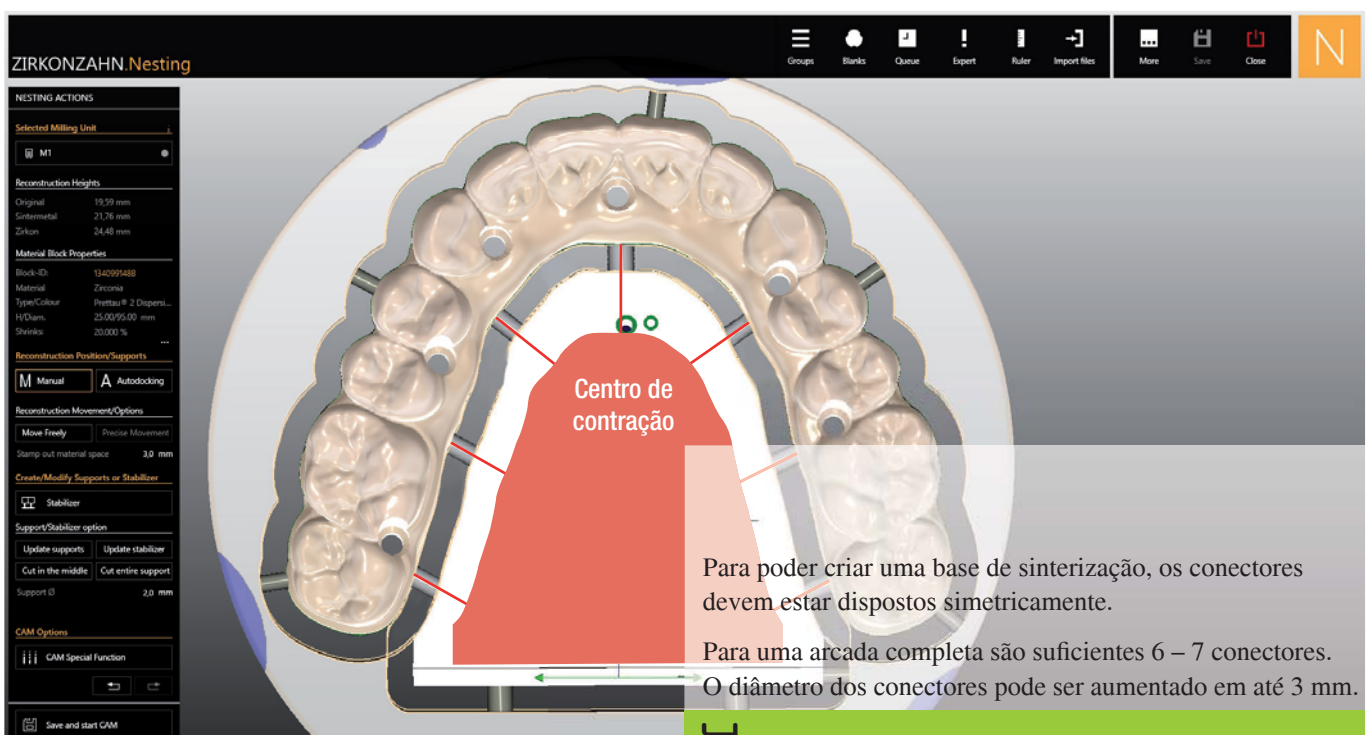 ZIRKONZAHN.Nesting
Groups
Blanks
Queue
Expert
Ruler
Import files
More
Save
Close
N
NESTING ACTIONS
Selected Milling Unit i
M1
Reconstruction Heights
Original 19,59 mm
Sintermetal 21,76 mm
Zirkon 24,48 mm
Material Block Properties
Block-ID: 134099148B
Material Zirconia
Type/Colour Prettau® 2 Dispersi...
H/Diam. 25.00/95.00 mm
Shrinks: 20.000 %
...
Reconstruction Position/Supports
M Manual A Autodocking
Reconstruction Movement/Options
Move Freely Precise Movement
Stamp out material space 3,0 mm
Create/Modify Supports or Stabilizer
Stabilizer
Support/Stabilizer option
Update supports Update stabilizer
Cut in the middle Cut entire support
Support Ø 2,0 mm
CAM Options
CAM Special Function
Save and start CAM
Centro de
contração
Para poder criar uma base de sinterização, os conectores
devem estar dispostos simetricamente.
Para uma arcada completa são suficientes 6 – 7 conectores.
O diâmetro dos conectores pode ser aumentado em até 3 mm.